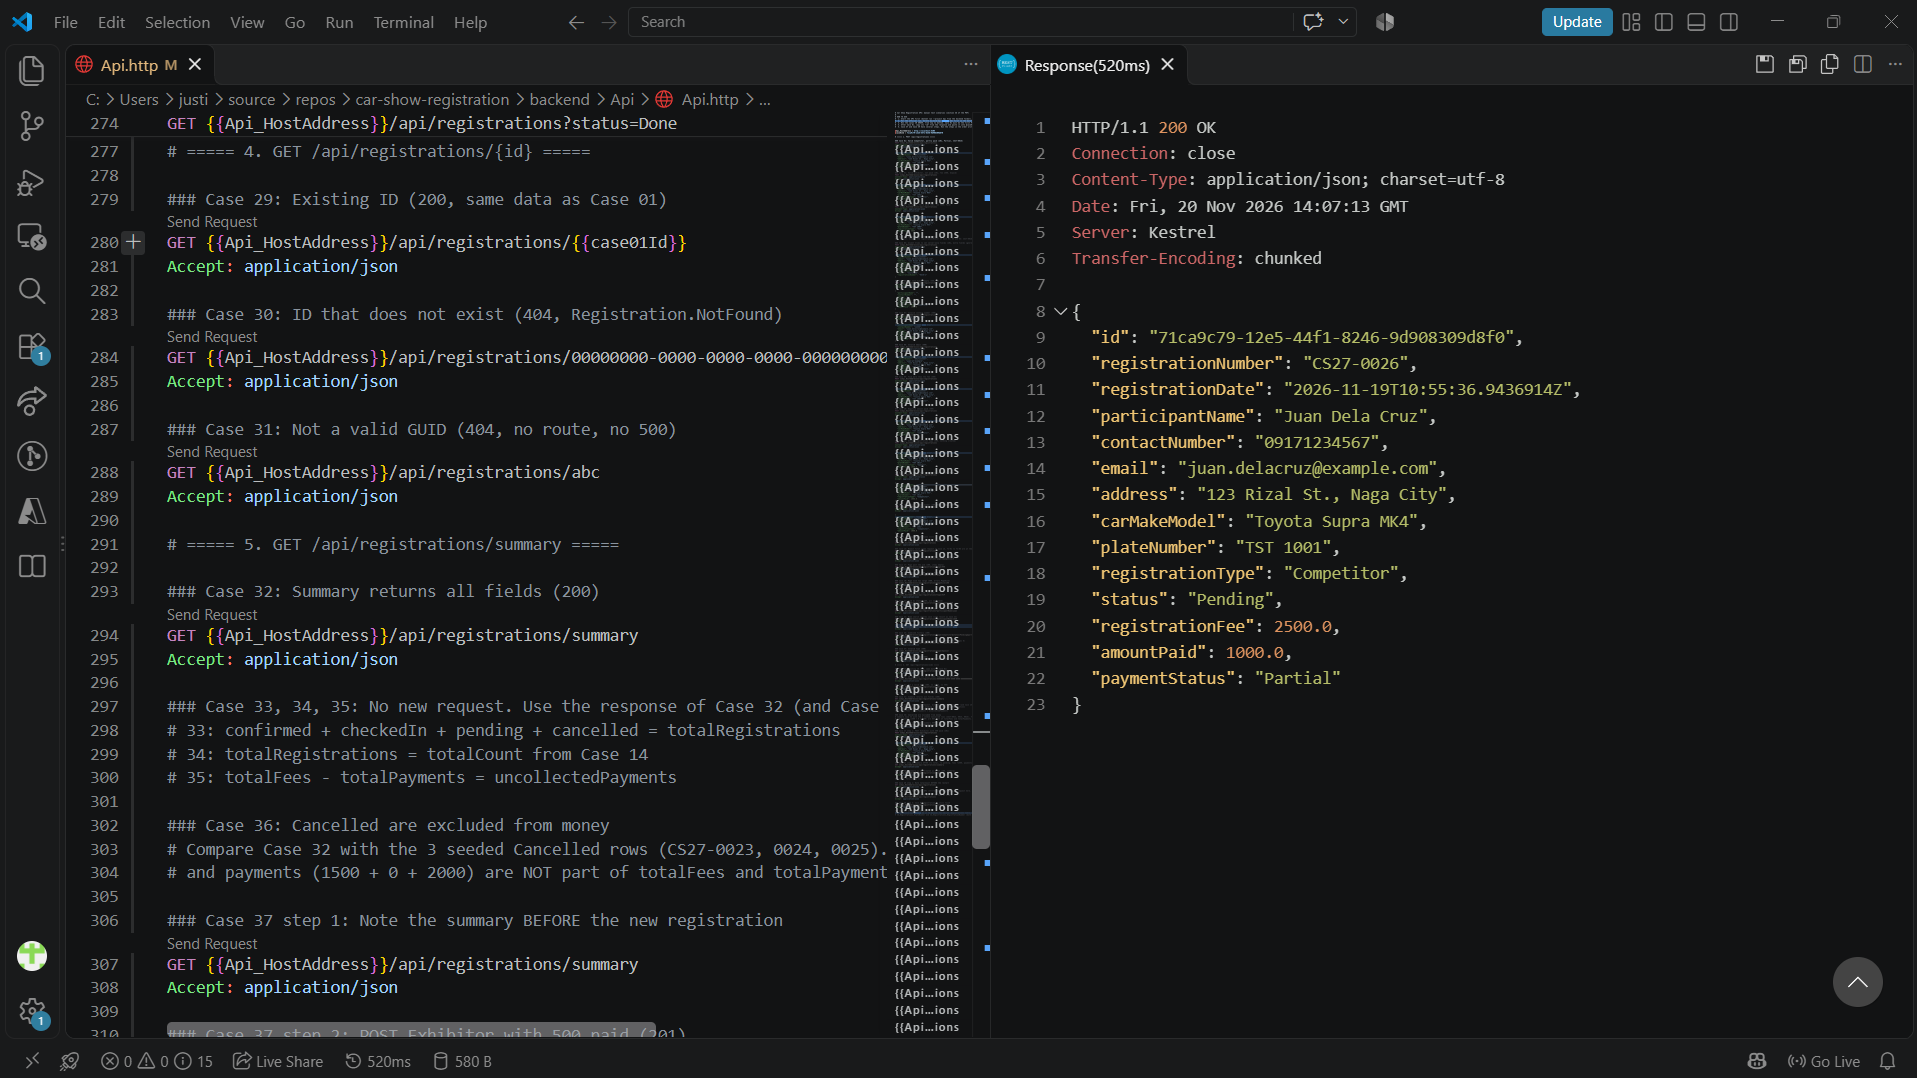 File Edit Selection View Go Run Terminal Help
Search
Update
Api.http M
Response(520ms)
C: > Users > justi > source > repos > car-show-registration > backend > Api > Api.http > ...
274 GET {{Api_HostAddress}}/api/registrations?status=Done
277 # ===== 4. GET /api/registrations/{id} =====
278
279 ### Case 29: Existing ID (200, same data as Case 01)
Send Request
280 GET {{Api_HostAddress}}/api/registrations/{{case01Id}}
281 Accept: application/json
282
283 ### Case 30: ID that does not exist (404, Registration.NotFound)
Send Request
284 GET {{Api_HostAddress}}/api/registrations/00000000-0000-0000-0000-000000000
285 Accept: application/json
286
287 ### Case 31: Not a valid GUID (404, no route, no 500)
Send Request
288 GET {{Api_HostAddress}}/api/registrations/abc
289 Accept: application/json
290
291 # ===== 5. GET /api/registrations/summary =====
292
293 ### Case 32: Summary returns all fields (200)
Send Request
294 GET {{Api_HostAddress}}/api/registrations/summary
295 Accept: application/json
296
297 ### Case 33, 34, 35: No new request. Use the response of Case 32 (and Case
298 # 33: confirmed + checkedIn + pending + cancelled = totalRegistrations
299 # 34: totalRegistrations = totalCount from Case 14
300 # 35: totalFees - totalPayments = uncollectedPayments
301
302 ### Case 36: Cancelled are excluded from money
303 # Compare Case 32 with the 3 seeded Cancelled rows (CS27-0023, 0024, 0025).
304 # and payments (1500 + 0 + 2000) are NOT part of totalFees and totalPayment
305
306 ### Case 37 step 1: Note the summary BEFORE the new registration
Send Request
307 GET {{Api_HostAddress}}/api/registrations/summary
308 Accept: application/json
309
310 ### Case 37 step 2: POST Exhibitor with 500 paid (201)
1 HTTP/1.1 200 OK
2 Connection: close
3 Content-Type: application/json; charset=utf-8
4 Date: Fri, 20 Nov 2026 14:07:13 GMT
5 Server: Kestrel
6 Transfer-Encoding: chunked
7
8 {
9 "id": "71ca9c79-12e5-44f1-8246-9d908309d8f0",
10 "registrationNumber": "CS27-0026",
11 "registrationDate": "2026-11-19T10:55:36.9436914Z",
12 "participantName": "Juan Dela Cruz",
13 "contactNumber": "09171234567",
14 "email": "juan.delacruz@example.com",
15 "address": "123 Rizal St., Naga City",
16 "carMakeModel": "Toyota Supra MK4",
17 "plateNumber": "TST 1001",
18 "registrationType": "Competitor",
19 "status": "Pending",
20 "registrationFee": 2500.0,
21 "amountPaid": 1000.0,
22 "paymentStatus": "Partial"
23 }
1
1
0 0 15 Live Share 520ms 580 B
Go Live